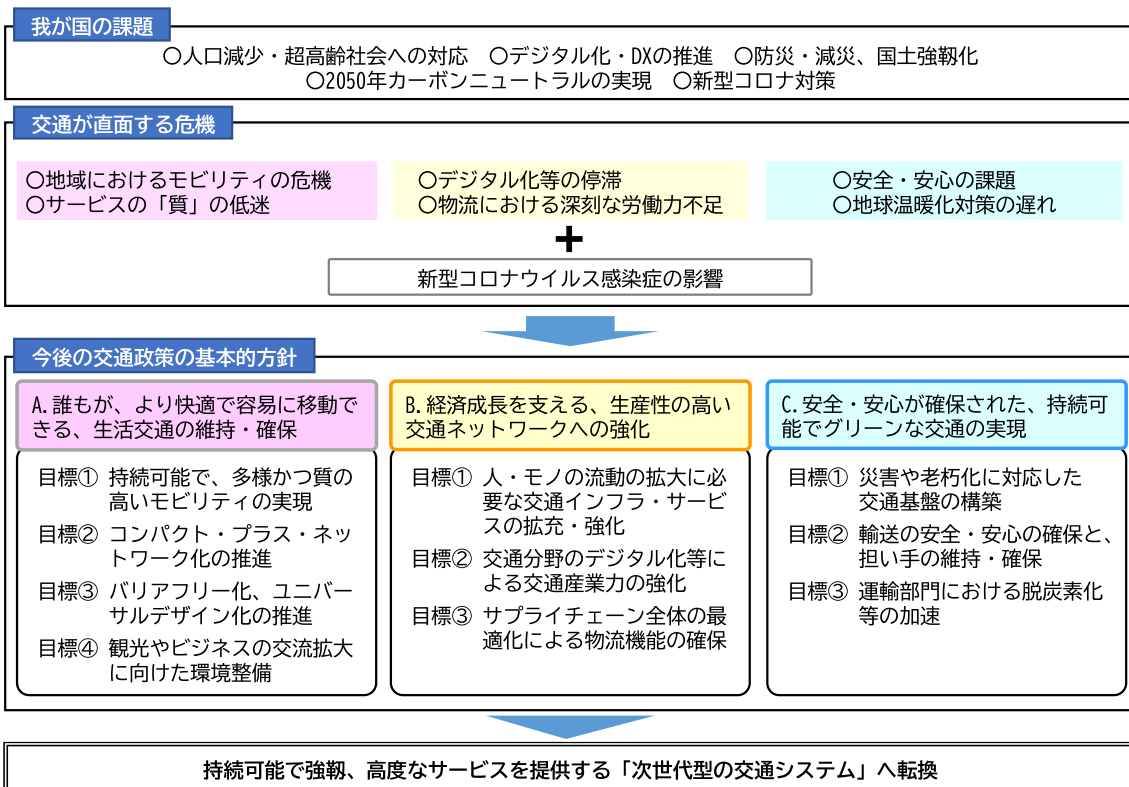 我が国の課題
〇人口減少・超高齢社会への対応　〇デジタル化・DXの推進　〇防災・減災、国土強靱化
〇2050年カーボンニュートラルの実現　〇新型コロナ対策
交通が直面する危機
〇地域におけるモビリティの危機
〇サービスの「質」の低迷
〇デジタル化等の停滞
〇物流における深刻な労働力不足
〇安全・安心の課題
〇地球温暖化対策の遅れ
+
新型コロナウイルス感染症の影響
今後の交通政策の基本的方針
A.誰もが、より快適で容易に移動で
きる、生活交通の維持・確保
目標① 持続可能で、多様かつ質の
高いモビリティの実現
目標② コンパクト・プラス・ネッ
トワーク化の推進
目標③ バリアフリー化、ユニバー
サルデザイン化の推進
目標④ 観光やビジネスの交流拡大
に向けた環境整備
B.経済成長を支える、生産性の高い
交通ネットワークへの強化
目標① 人・モノの流動の拡大に必
要な交通インフラ・サービ
スの拡充・強化
目標② 交通分野のデジタル化等に
よる交通産業力の強化
目標③ サプライチェーン全体の最
適化による物流機能の確保
C.安全・安心が確保された、持続可
能でグリーンな交通の実現
目標① 災害や老朽化に対応した
交通基盤の構築
目標② 輸送の安全・安心の確保と、
担い手の維持・確保
目標③ 運輸部門における脱炭素化
等の加速
持続可能で強靱、高度なサービスを提供する「次世代型の交通システム」へ転換